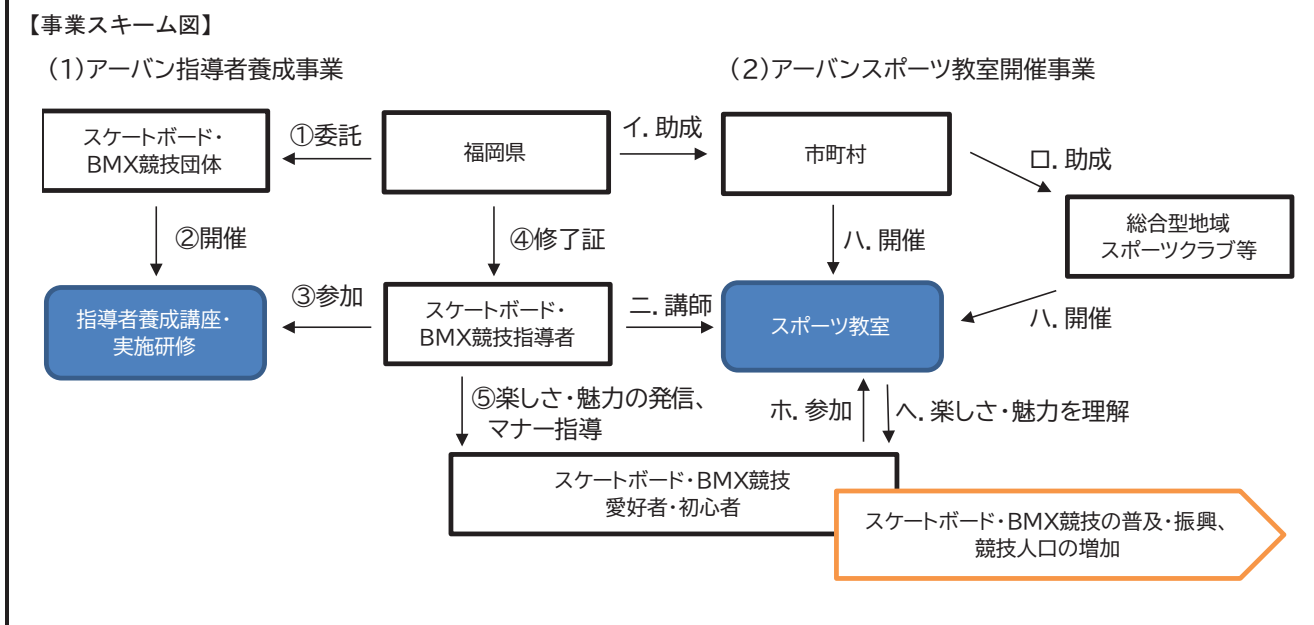 【事業スキーム図】
（1）アーバン指導者養成事業
（2）アーバンスポーツ教室開催事業
スケートボード・
BMX競技団体
①委託
福岡県
イ. 助成
市町村
ロ. 助成
総合型地域
スポーツクラブ等
②開催
④修了証
ハ. 開催
指導者養成講座・
実施研修
③参加
スケートボード・
BMX競技指導者
ニ. 講師
スポーツ教室
ハ. 開催
⑤楽しさ・魅力の発信、
マナー指導
ホ. 参加
ヘ. 楽しさ・魅力を理解
スケートボード・BMX競技
愛好者・初心者
スケートボード・BMX競技の普及・振興、
競技人口の増加